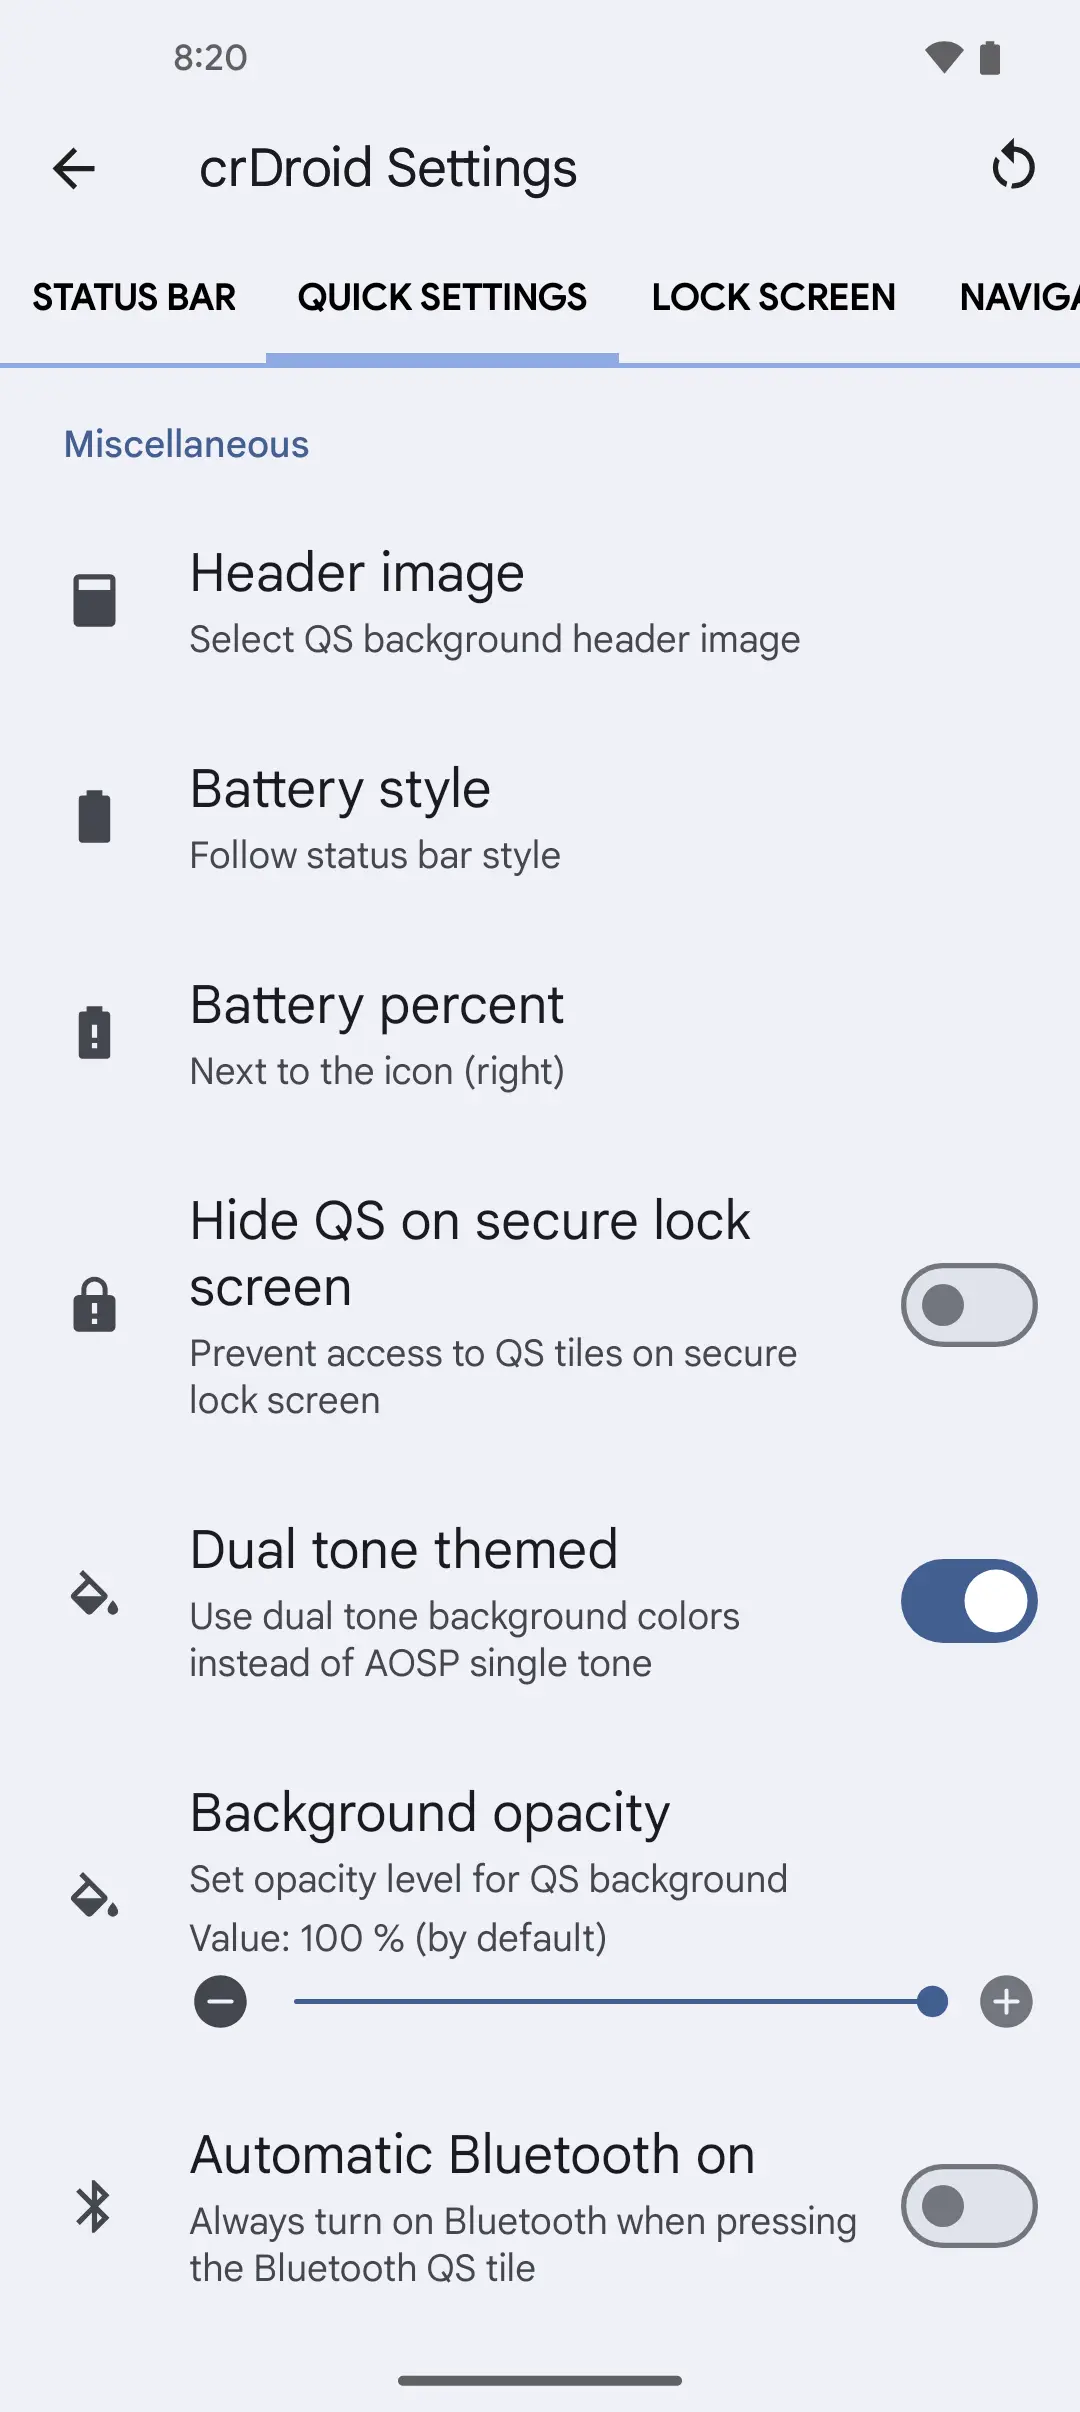 8:20
crDroid Settings
STATUS BAR
QUICK SETTINGS
LOCK SCREEN
NAVIGA
Miscellaneous
Header image
Select QS background header image
Battery style
Follow status bar style
Battery percent
Next to the icon (right)
Hide QS on secure lock
screen
Prevent access to QS tiles on secure
lock screen
Dual tone themed
Use dual tone background colors
instead of AOSP single tone
Background opacity
Set opacity level for QS background
Value: 100 % (by default)
Automatic Bluetooth on
Always turn on Bluetooth when pressing
the Bluetooth QS tile